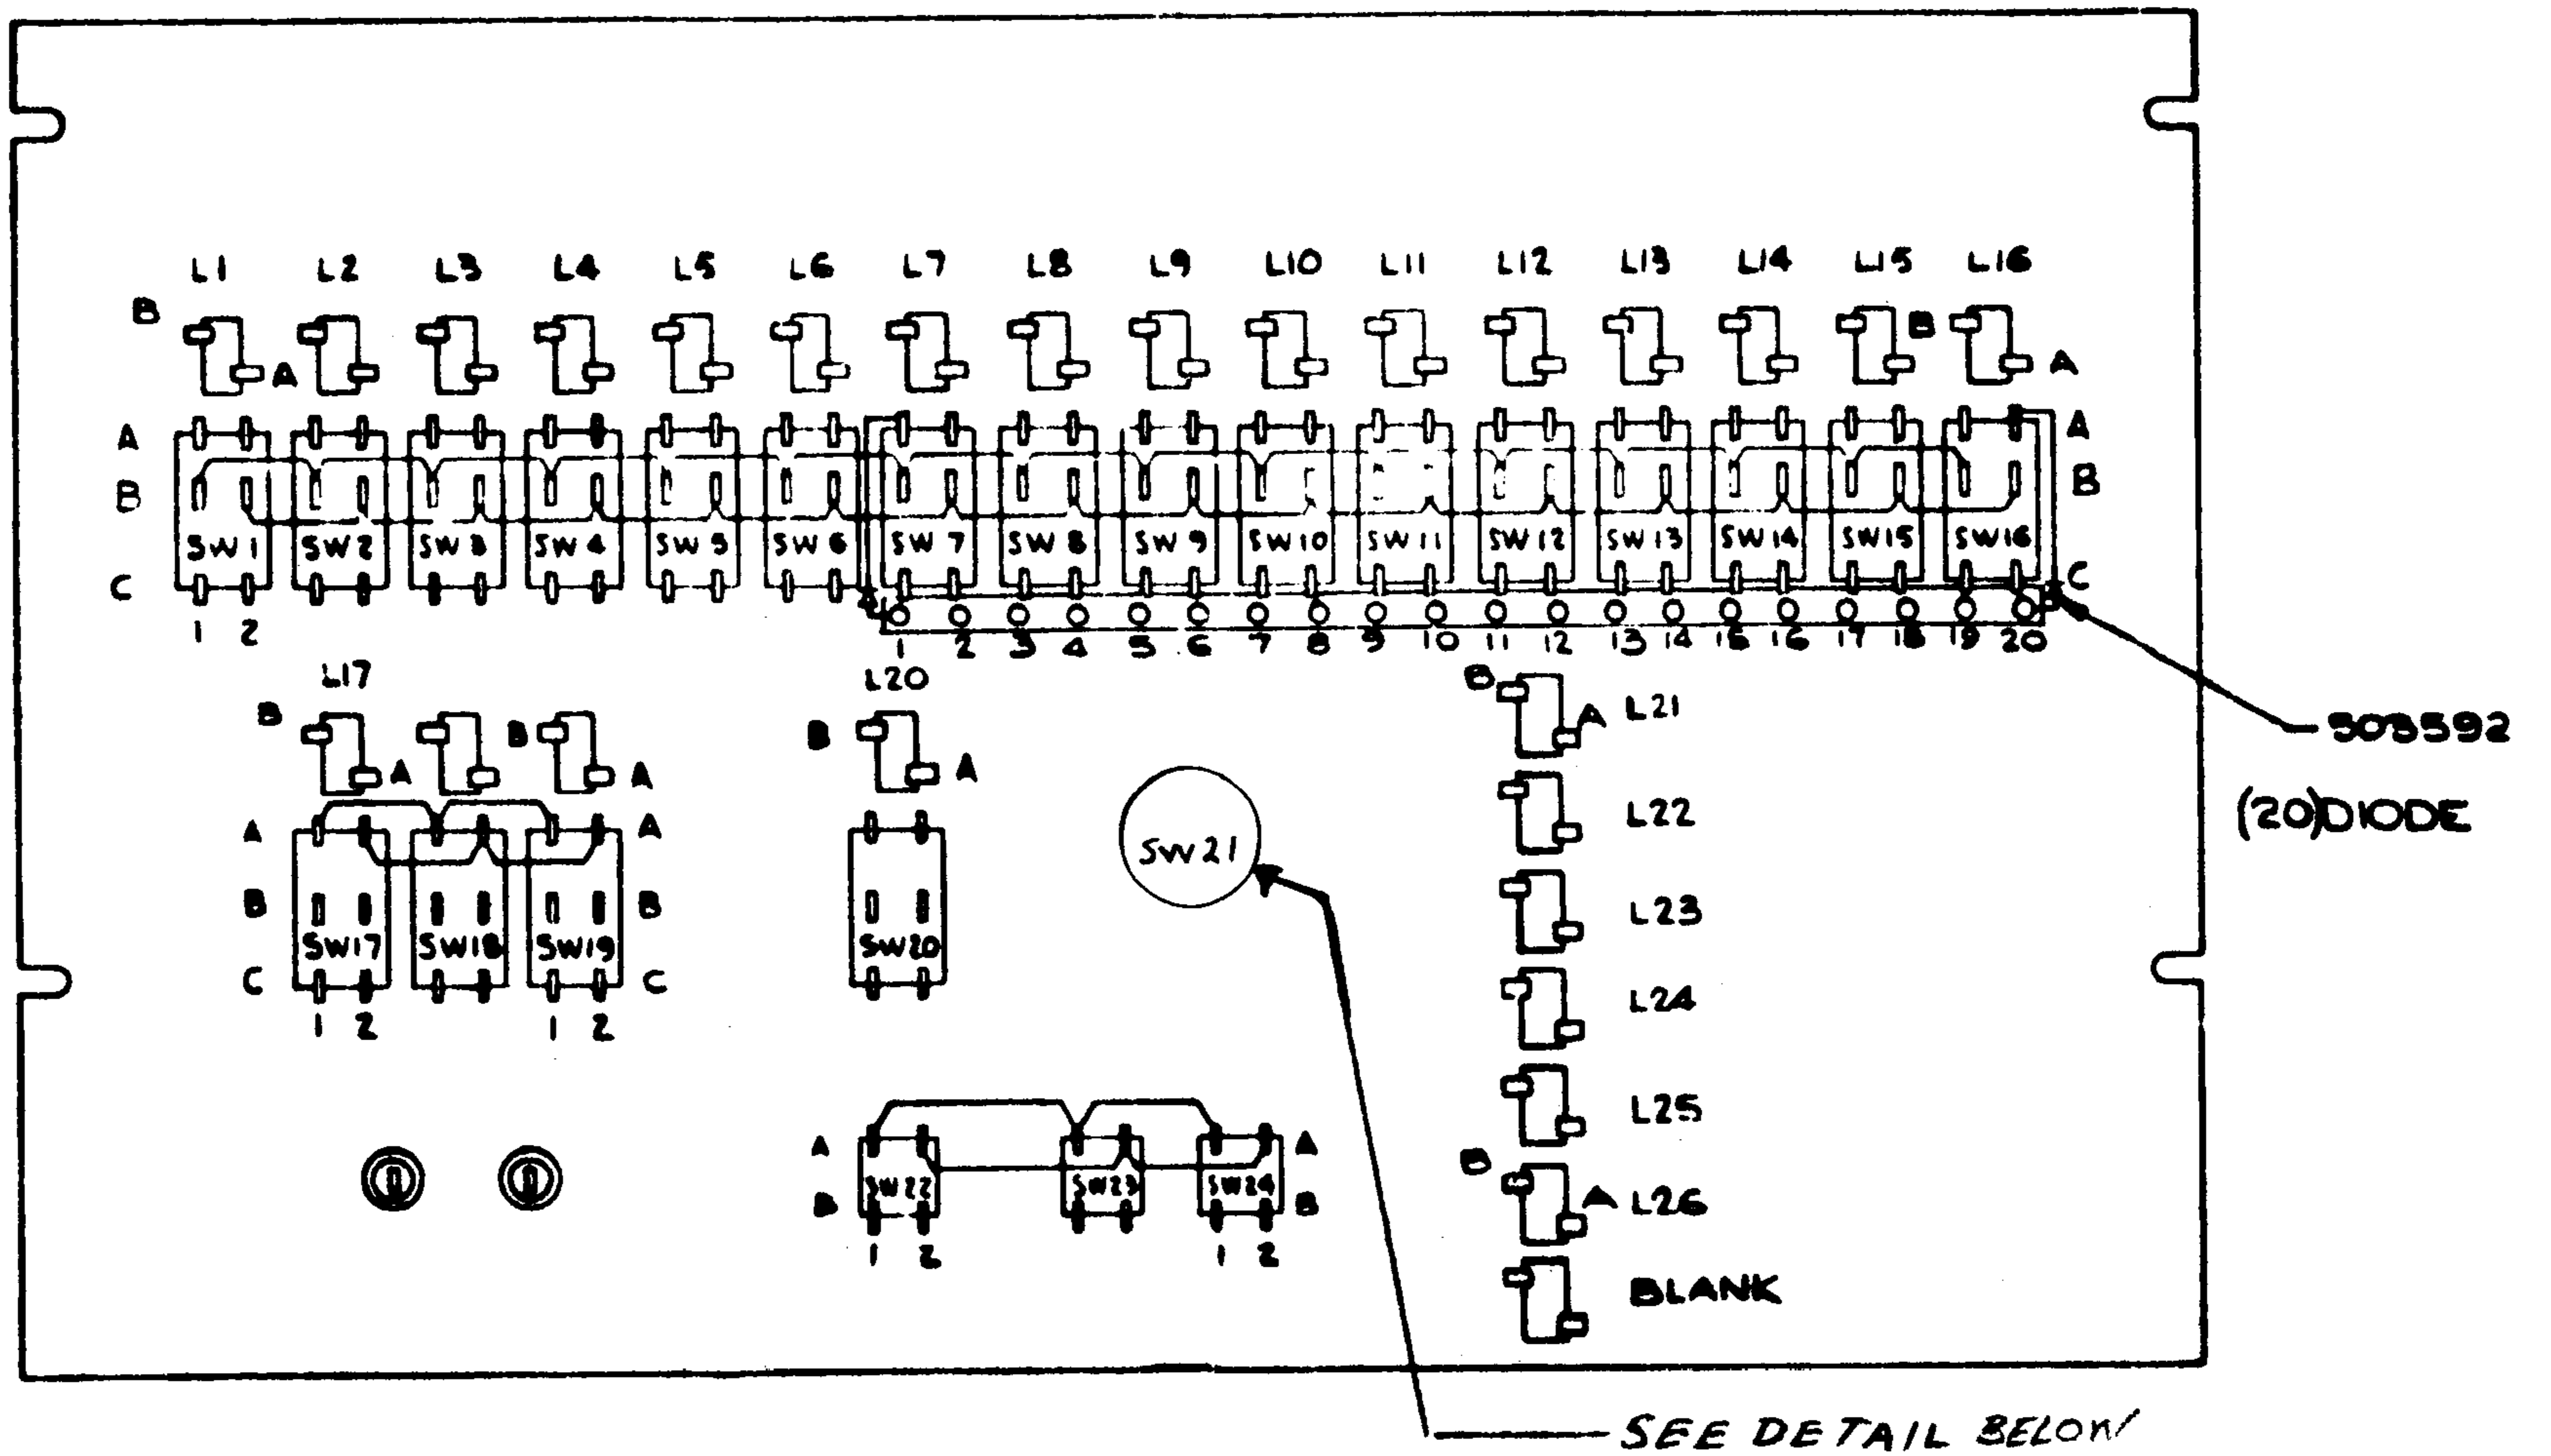 L1 L2 L3 L4 L5 L6 L7 L8 L9 L10 L11 L12 L13 L14 L15 L16
B B
A A
A A
B B
SW1 SW2 SW3 SW4 SW5 SW6 SW7 SW8 SW9 SW10 SW11 SW12 SW13 SW14 SW15 SW16
C C
1 2 1 2 3 4 5 6 7 8 9 10 11 12 13 14 15 16 17 18 19 20
L17 L20
B B B
A A A
B A L21
503592
(20)DIODE
L22
A A
SW21
B B
L23
SW17 SW18 SW19 SW20
C C
L24
1 2 1 2
L25
A A
B A L26
SW22 SW23 SW24
B B
1 2 1 2
BLANK
SEE DETAIL BELOW